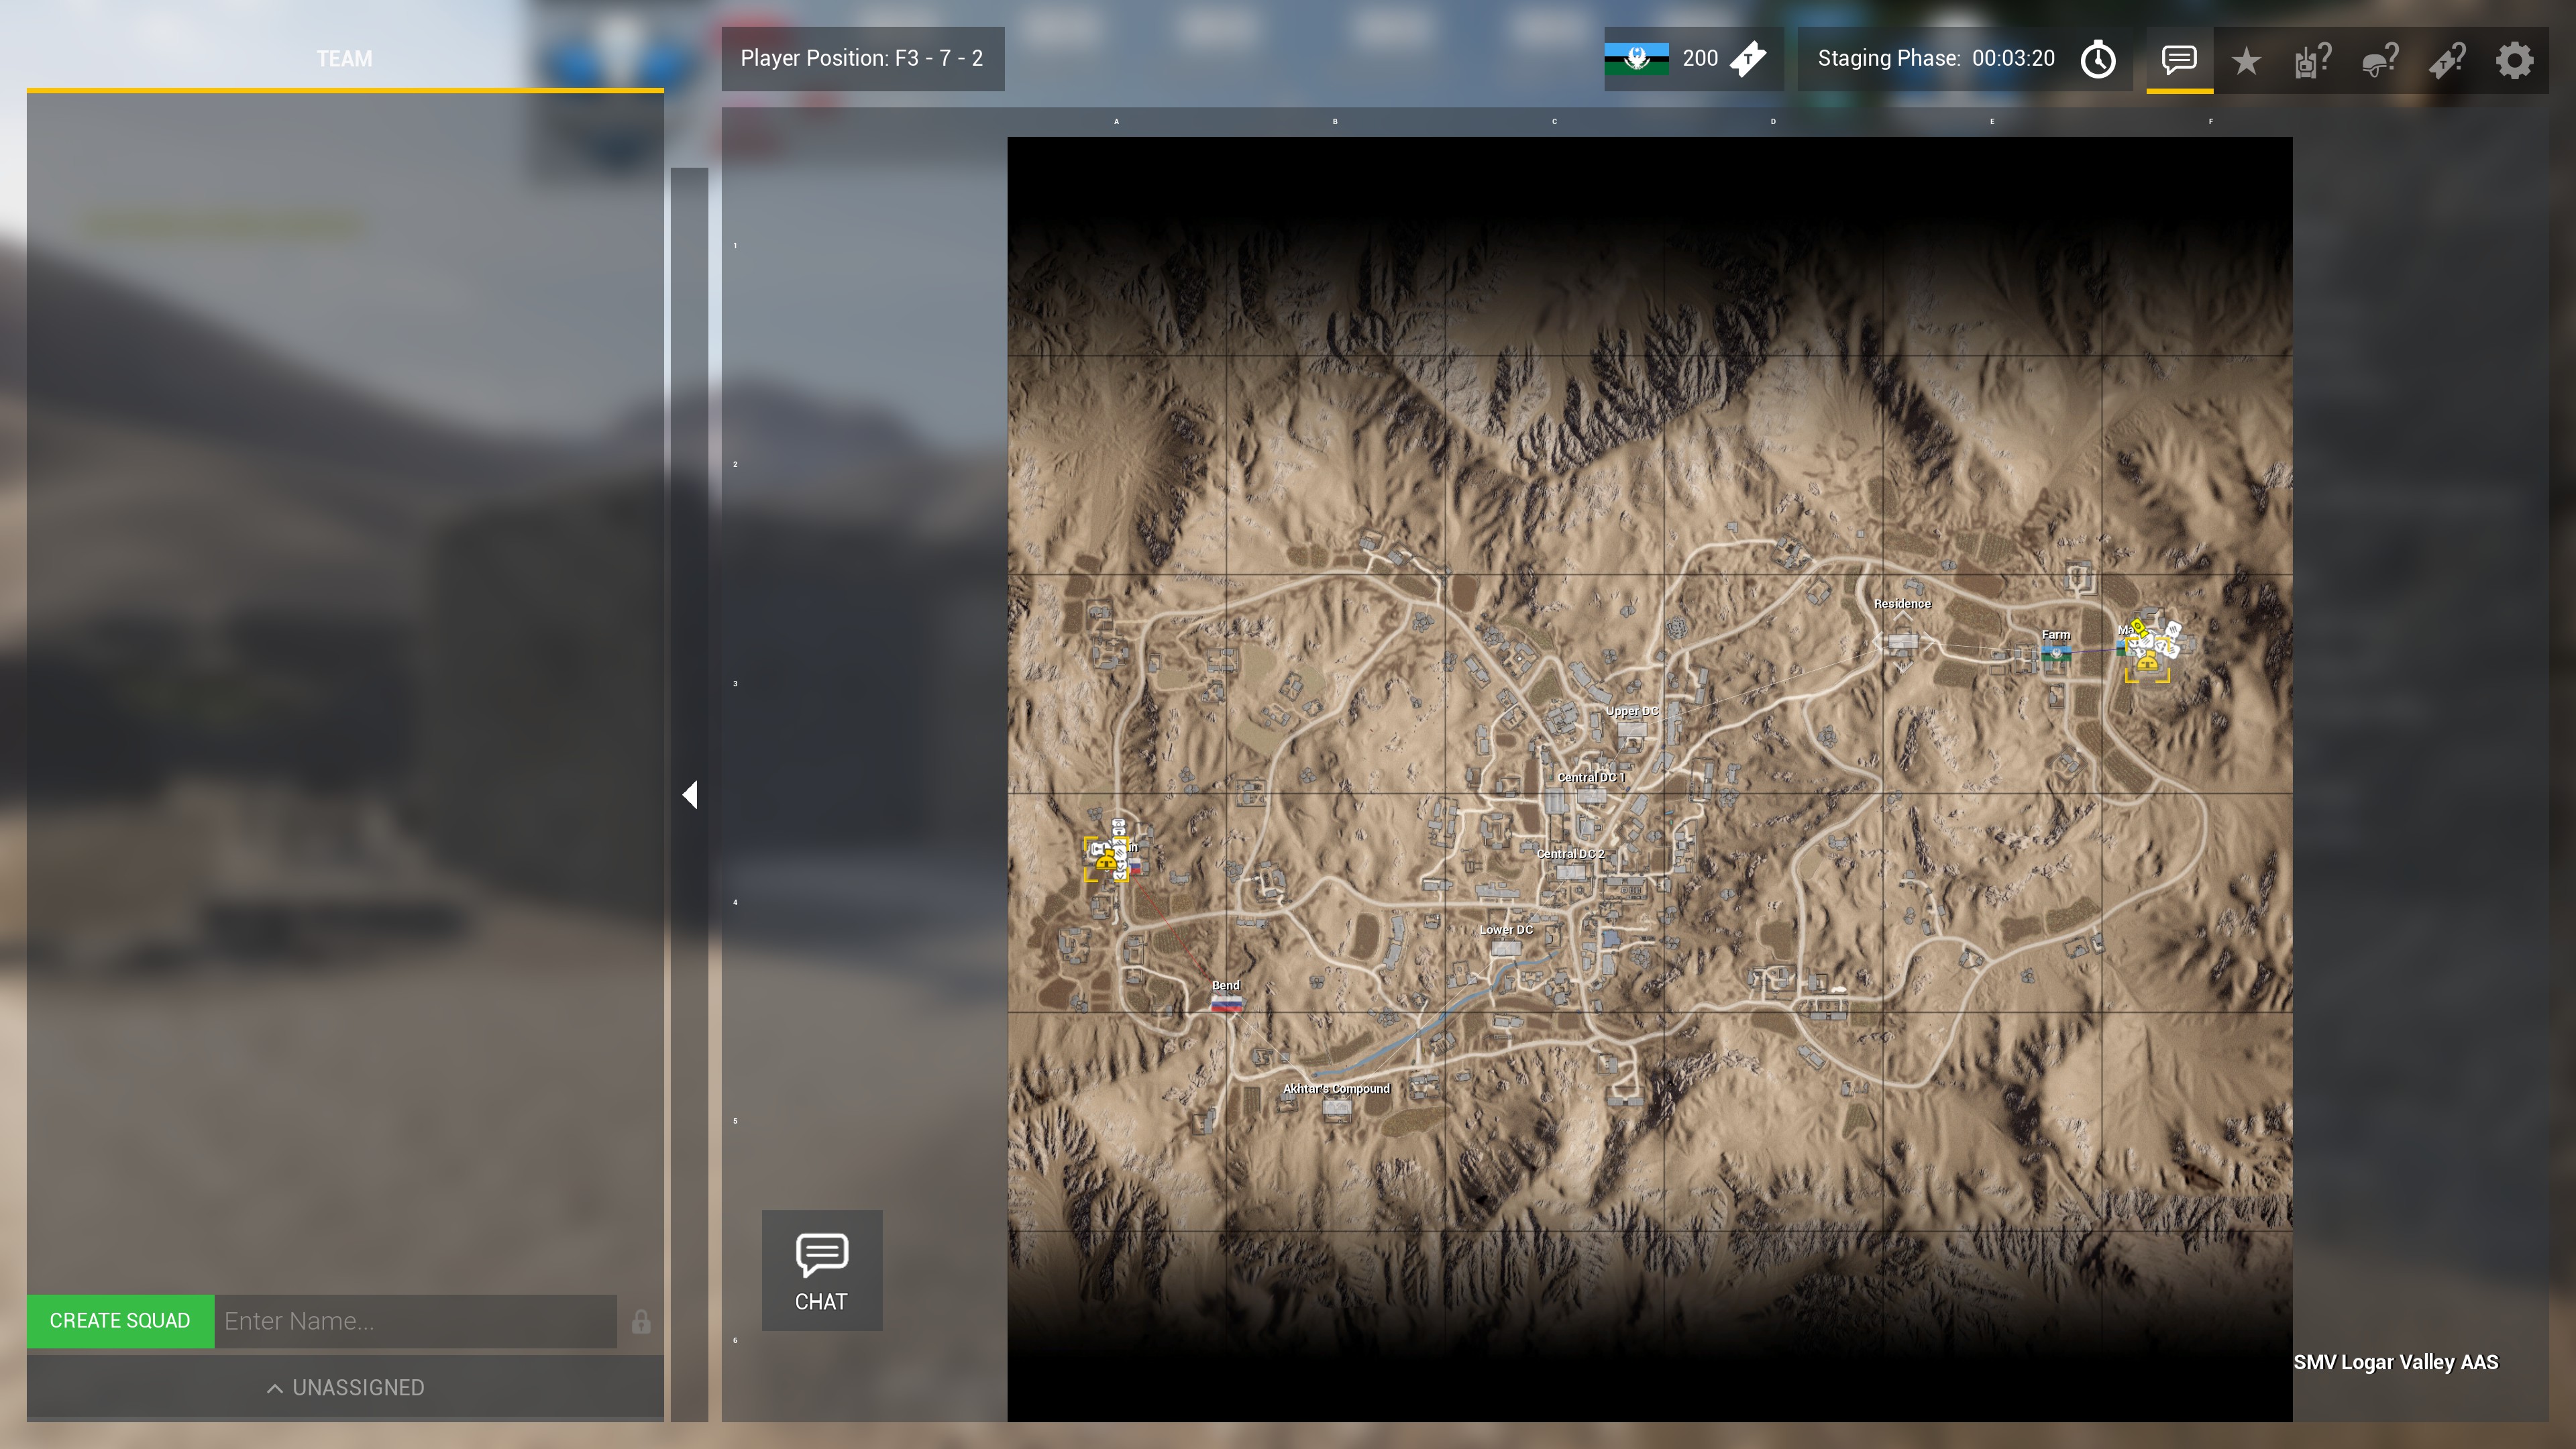 TEAM
Player Position: F3 - 7 - 2
200
T
Staging Phase: 00:03:20
A
B
C
D
E
F
1
2
3
4
5
6
Residence
Farm
Upper DC
Central DC 1
Central DC 2
Lower DC
Bend
Akhtar's Compound
CHAT
CREATE SQUAD
Enter Name...
UNASSIGNED
SMV Logar Valley AAS